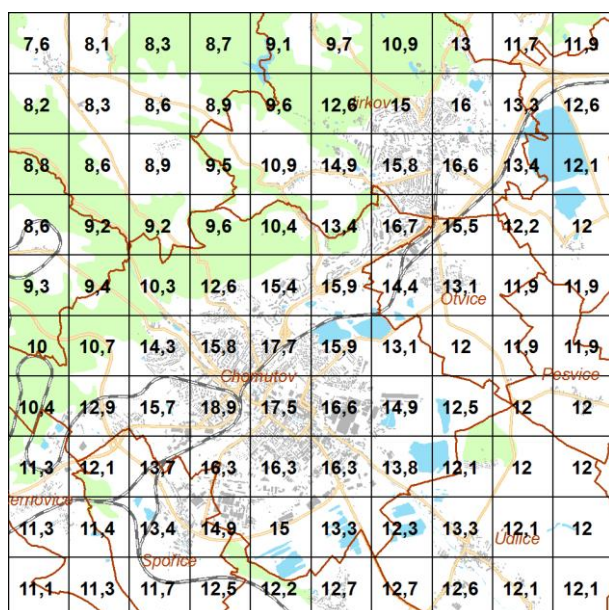 7,6 8,1 8,3 8,7 9,1 9,7 10,9 13 11,7 11,9
8,2 8,3 8,6 8,9 9,6 12,6 15 16 13,3 12,6
Jirkov
8,8 8,6 8,9 9,5 10,9 14,9 15,8 16,6 13,4 12,1
8,6 9,2 9,2 9,6 10,4 13,4 16,7 15,5 12,2 12
9,3 9,4 10,3 12,6 15,4 15,9 14,4 13,1 11,9 11,9
Otvice
10 10,7 14,3 15,8 17,7 15,9 13,1 12 11,9 11,9
Chomutov Pesvice
10,4 12,9 15,7 18,9 17,5 16,6 14,9 12,5 12 12
11,3 12,1 13,7 16,3 16,3 16,3 13,8 12,1 12 12
ernovice
11,3 11,4 13,4 14,9 15 13,3 12,3 13,3 12,1 12
Spořice Údlice
11,1 11,3 11,7 12,5 12,2 12,7 12,7 12,6 12,1 12,1